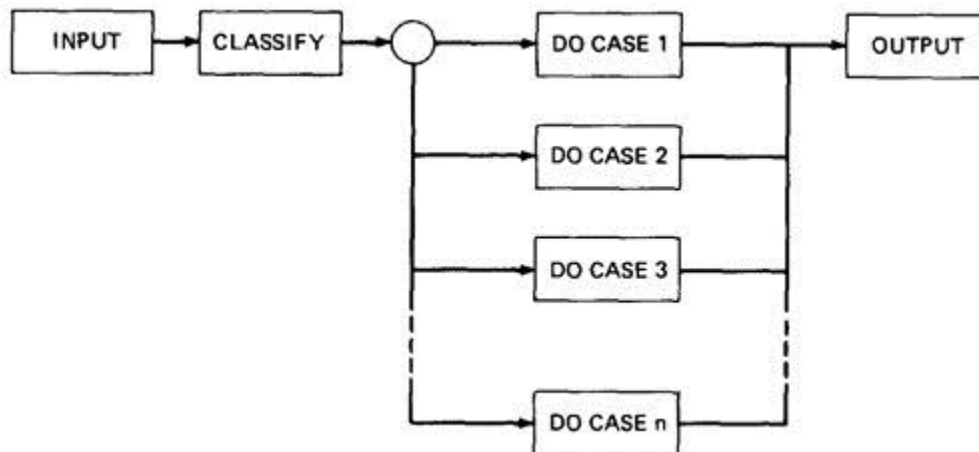 INPUT
CLASSIFY
DO CASE 1
OUTPUT
DO CASE 2
DO CASE 3
DO CASE n